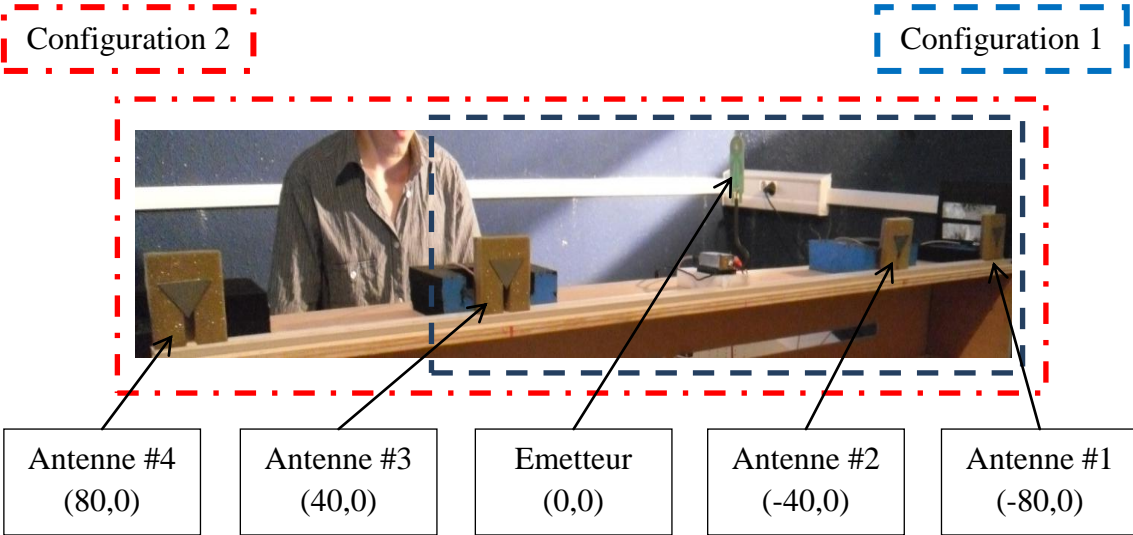 Configuration 2
Configuration 1
Antenne #4
(80,0)
Antenne #3
(40,0)
Emetteur
(0,0)
Antenne #2
(-40,0)
Antenne #1
(-80,0)